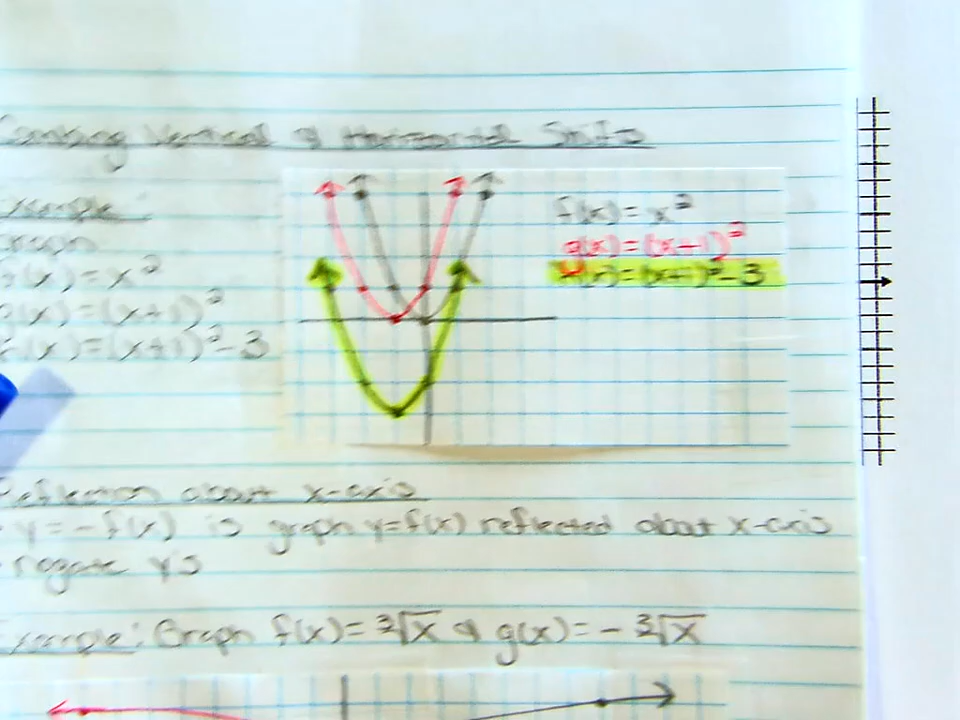 Combing Vertical & Horizontal Shifts
Example:
Graph
f(x) = x²
g(x) = (x+1)²
h(x) = (x+1)² - 3
f(x) = x²
g(x) = (x+1)²
h(x) = (x+1)² - 3
Reflection about x-axis
y = -f(x) is graph y=f(x) reflected about x-axis
negate y's
Example: Graph f(x) = ∛x & g(x) = - ∛x